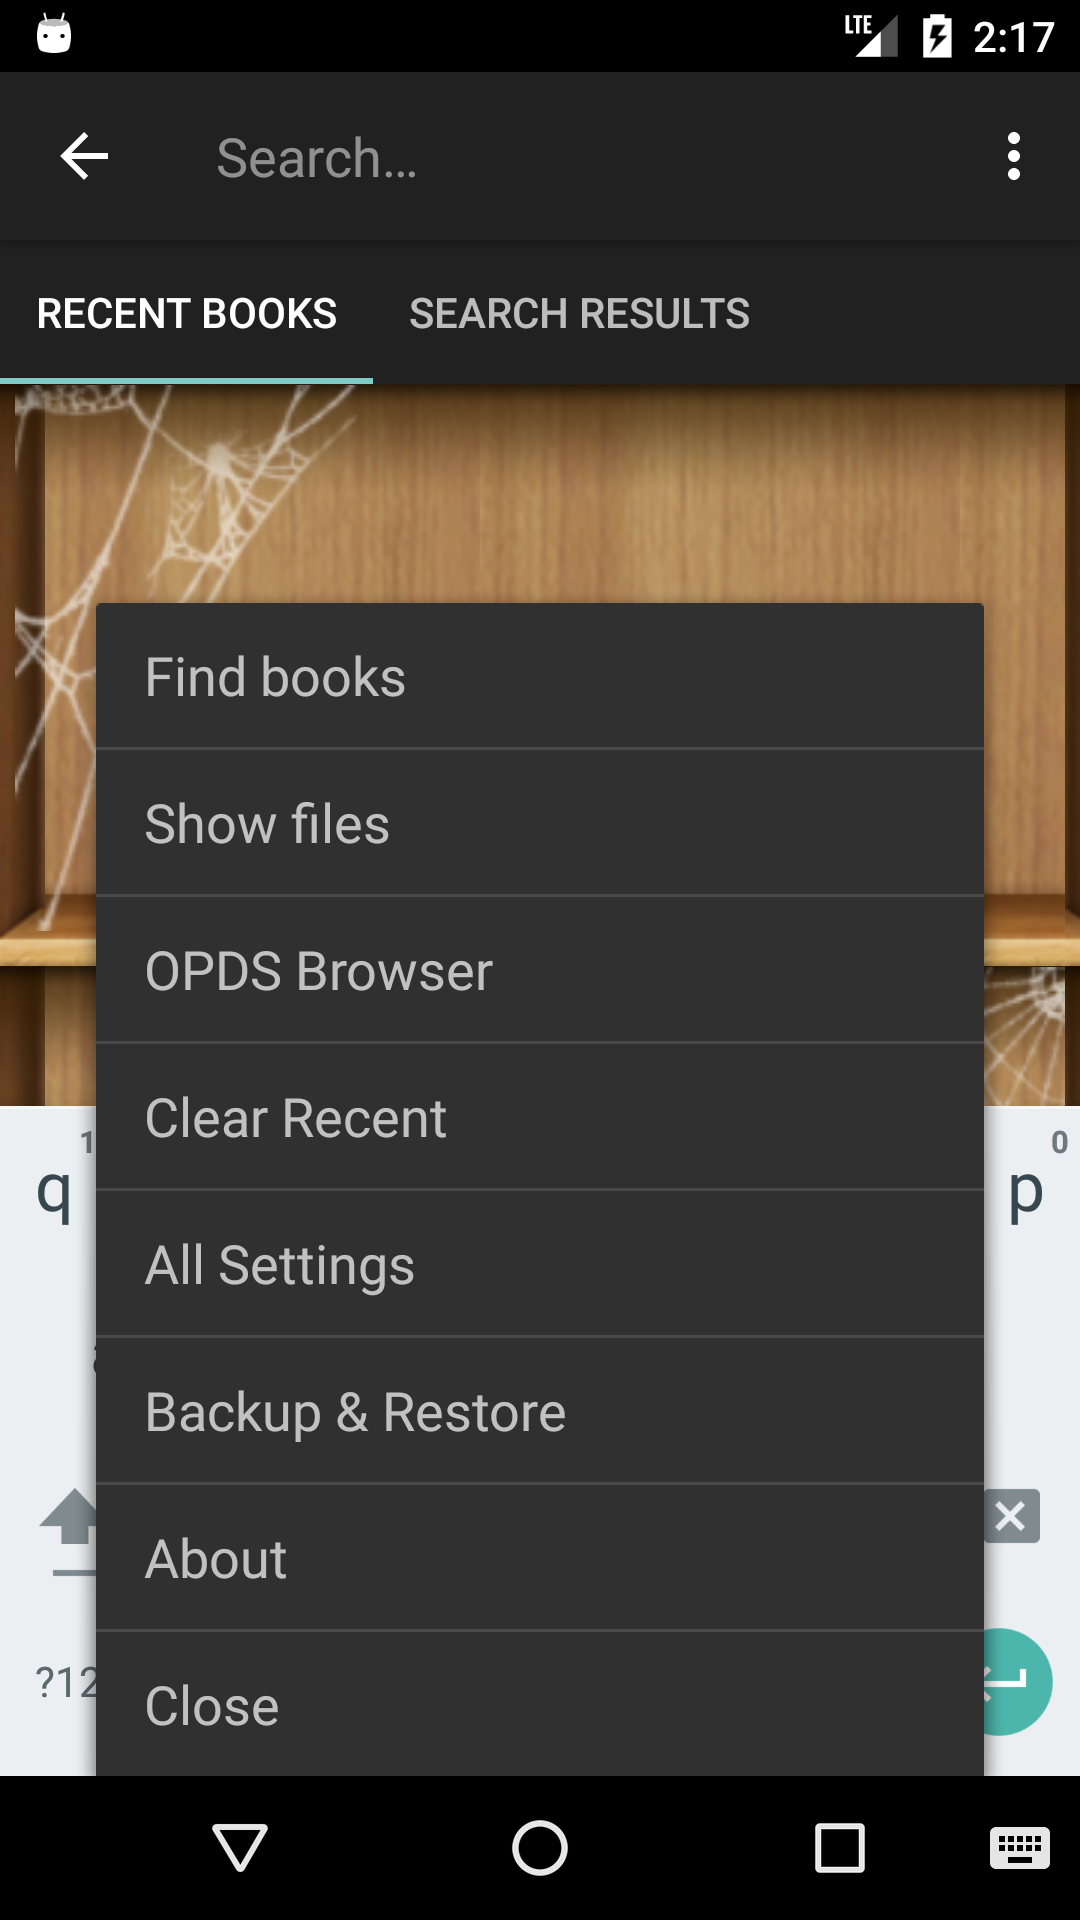 LTE 2:17
Search...
RECENT BOOKS SEARCH RESULTS
Find books
Show files
OPDS Browser
Clear Recent
All Settings
Backup & Restore
About
Close
1 0
q p
?12